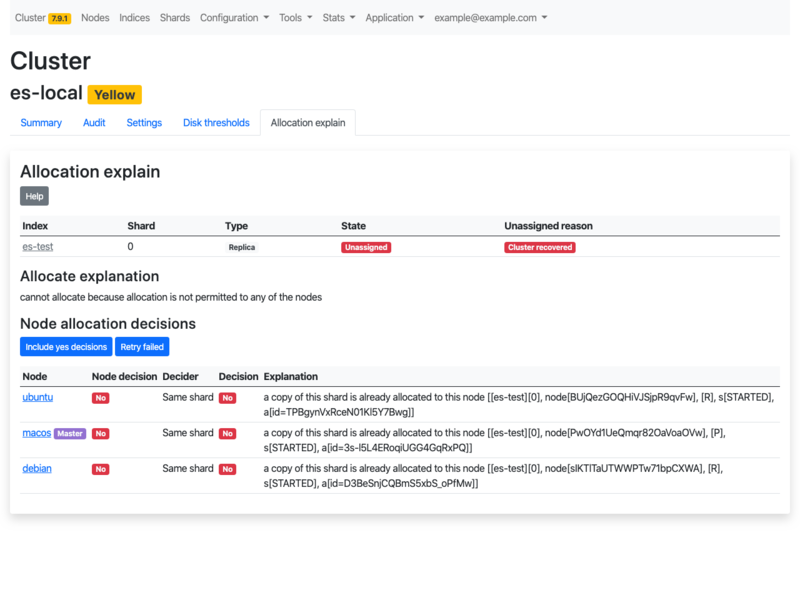 Cluster 7.9.1 Nodes Indices Shards Configuration Tools Stats Application example@example.com
Cluster
es-local Yellow
Summary Audit Settings Disk thresholds Allocation explain
Allocation explain
Help
Index Shard Type State Unassigned reason
es-test 0 Replica Unassigned Cluster recovered
Allocate explanation
cannot allocate because allocation is not permitted to any of the nodes
Node allocation decisions
Include yes decisions Retry failed
Node Node decision Decider Decision Explanation
ubuntu No Same shard No a copy of this shard is already allocated to this node [[es-test][0], node[BUjQezGOQHiVJSjpR9qvFw], [R], s[STARTED],
a[id=TPBgynVxRceN01Kl5Y7Bwg]]
macos Master No Same shard No a copy of this shard is already allocated to this node [[es-test][0], node[PwOYd1UeQmqr82OaVoaOVw], [P],
s[STARTED], a[id=3s-I5L4ERoqiUGG4GqRxPQ]]
debian No Same shard No a copy of this shard is already allocated to this node [[es-test][0], node[slKTlTaUTWWPTw71bpCXWA], [R],
s[STARTED], a[id=D3BeSnjCQBmS5xbS_oPfMw]]